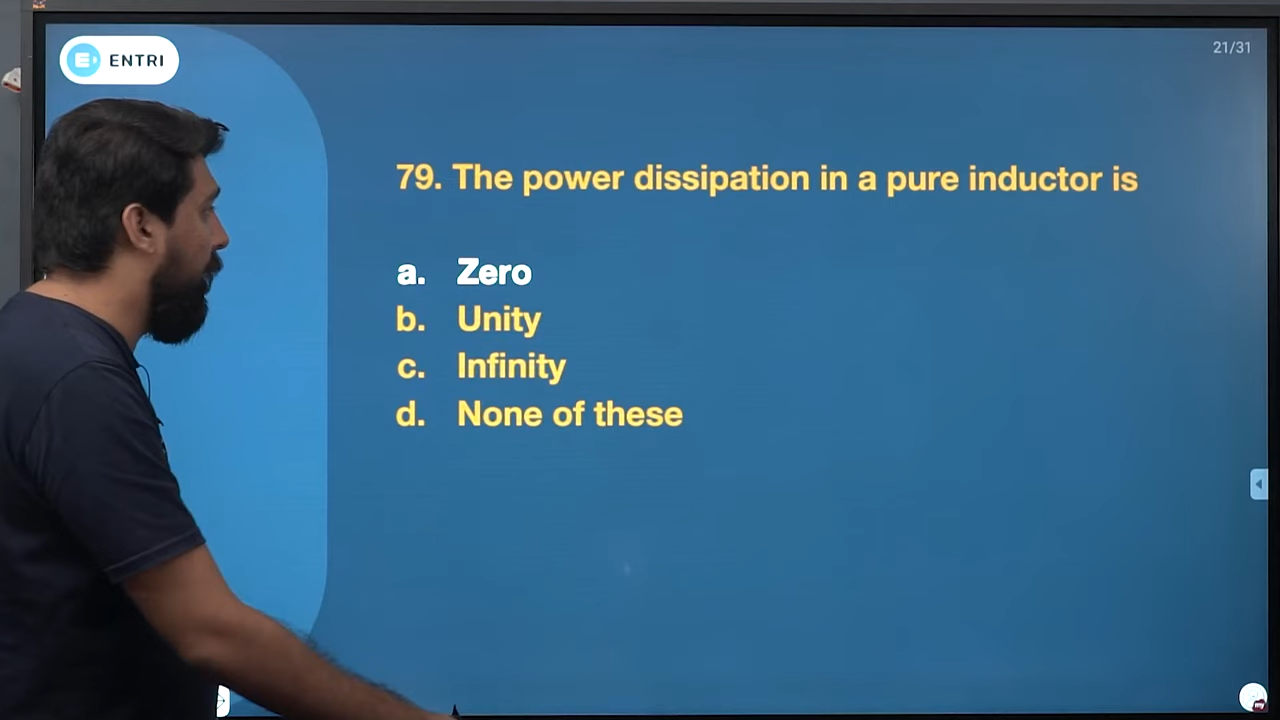 ENTRI
21/31
79. The power dissipation in a pure inductor is
a. Zero
b. Unity
c. Infinity
d. None of these